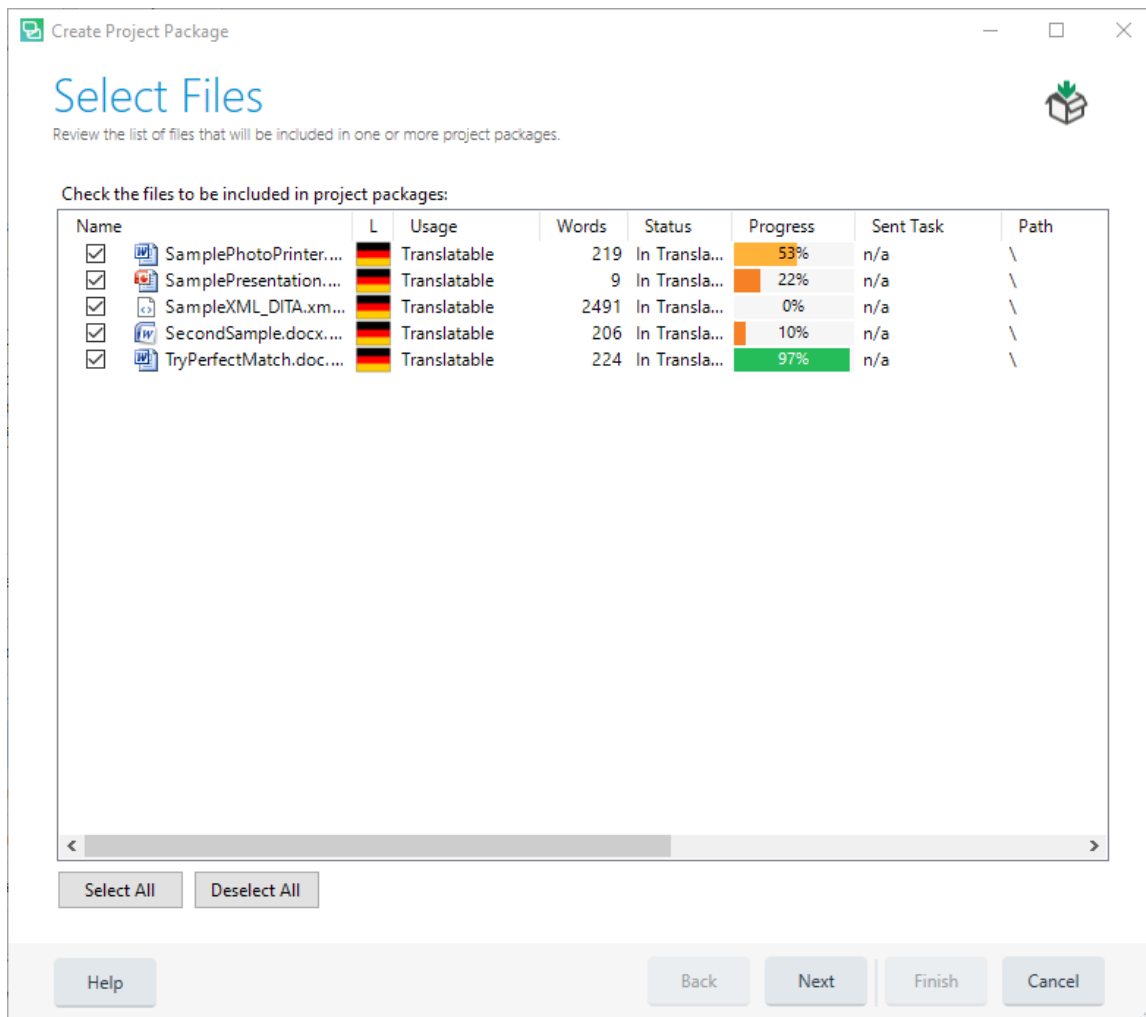 Create Project Package
Select Files
Review the list of files that will be included in one or more project packages.
Check the files to be included in project packages:
Name L Usage Words Status Progress Sent Task Path
SamplePhotoPrinter.... Translatable 219 In Transla... 53% n/a \
SamplePresentation.... Translatable 9 In Transla... 22% n/a \
SampleXML_DITA.xm... Translatable 2491 In Transla... 0% n/a \
SecondSample.docx.... Translatable 206 In Transla... 10% n/a \
TryPerfectMatch.doc.... Translatable 224 In Transla... 97% n/a \
Select All Deselect All
Help Back Next Finish Cancel